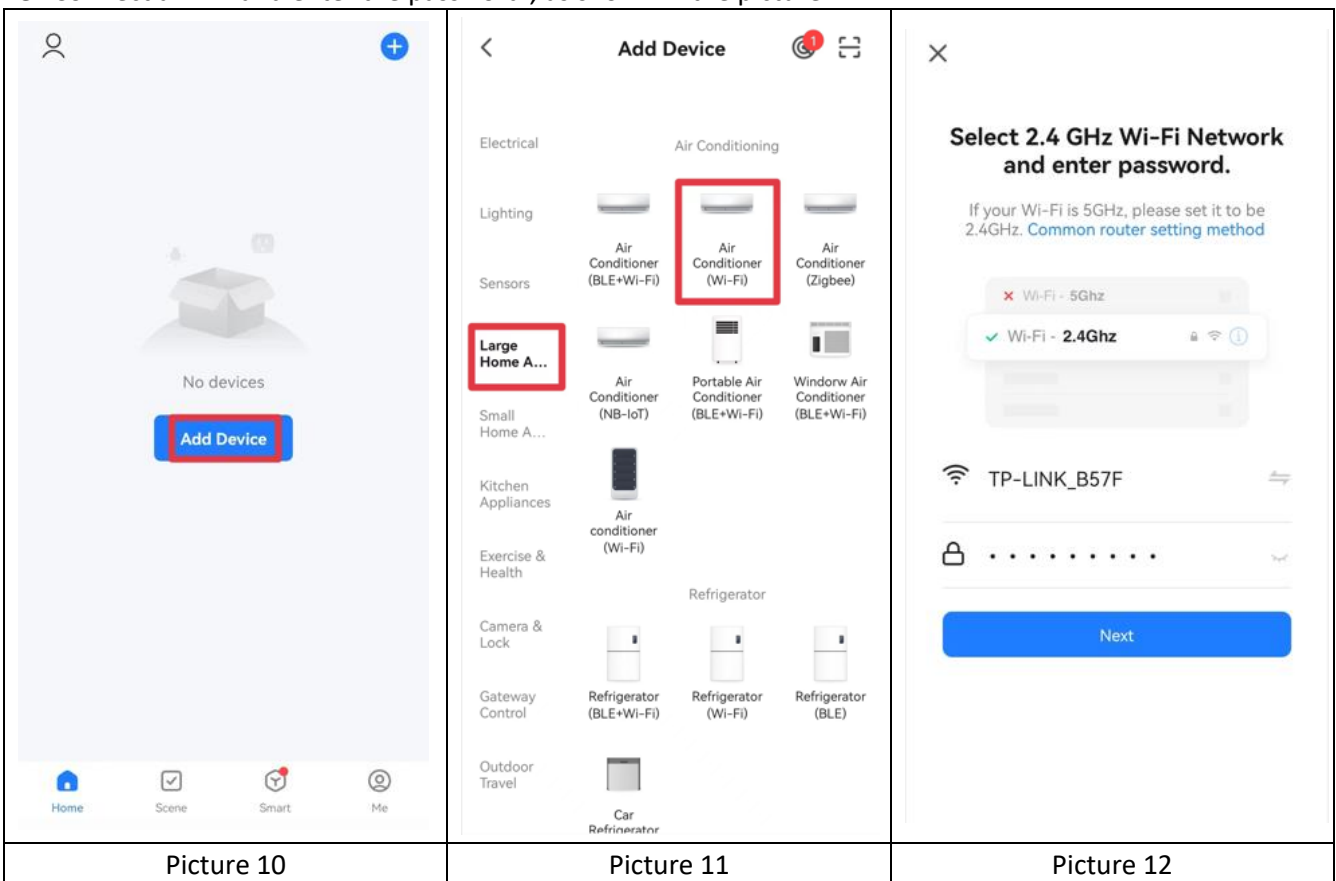 Add Device
Electrical
Lighting
Sensors
Large
Home A...
Small
Home A...
Kitchen
Appliances
Exercise &
Health
Camera &
Lock
Gateway
Control
Outdoor
Travel
Air Conditioning
Air
Conditioner
(BLE+Wi-Fi)
Air
Conditioner
(Wi-Fi)
Air
Conditioner
(Zigbee)
Air
Conditioner
(NB-IoT)
Portable Air
Conditioner
(BLE+Wi-Fi)
Windorw Air
Conditioner
(BLE+Wi-Fi)
Air
conditioner
(Wi-Fi)
Refrigerator
Refrigerator
(BLE+Wi-Fi)
Refrigerator
(Wi-Fi)
Refrigerator
(BLE)
Car
Refrigerator
No devices
Add Device
Home
Scene
Smart
Me
1
Select 2.4 GHz Wi-Fi Network
and enter password.
If your Wi-Fi is 5GHz, please set it to be
2.4GHz. Common router setting method
Wi-Fi - 5Ghz
Wi-Fi - 2.4Ghz
TP-LINK_B57F
Next
Picture 10
Picture 11
Picture 12